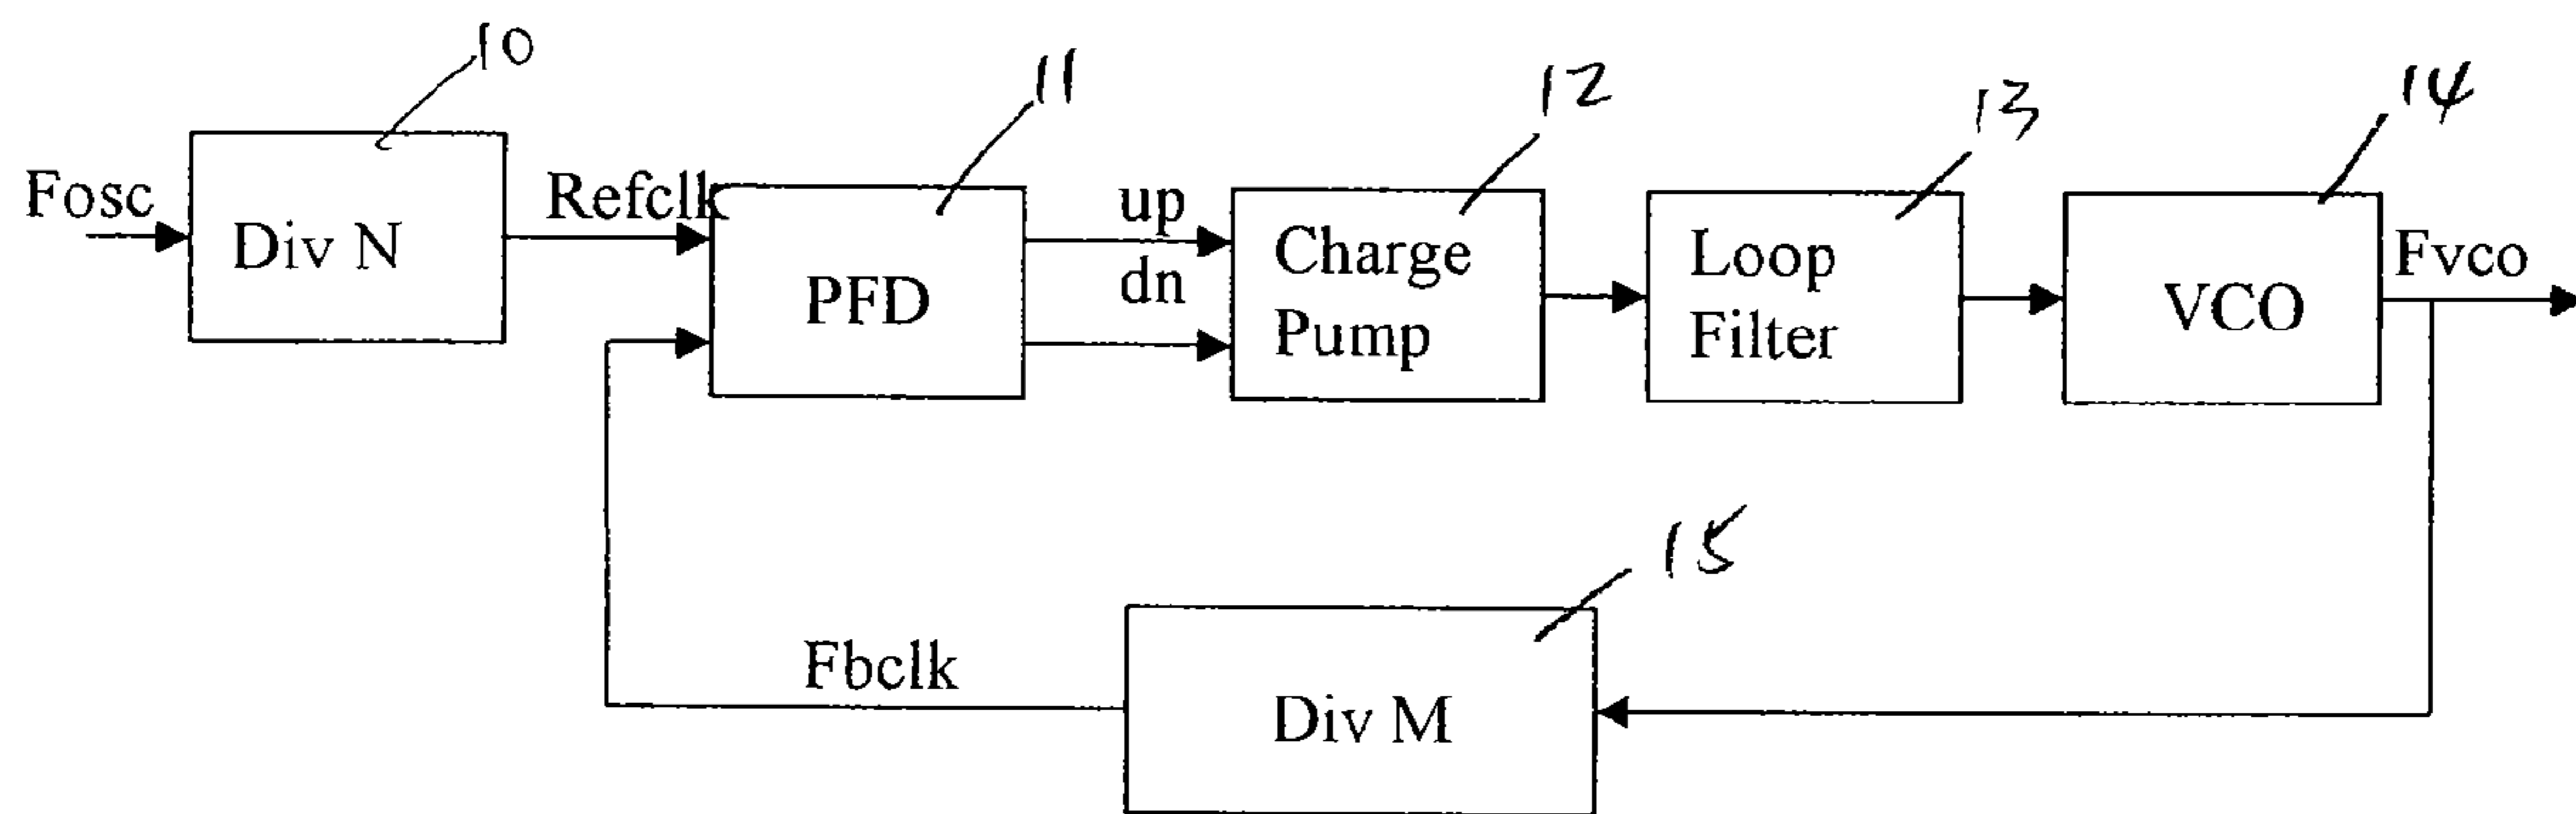 10
11
12
13
14
Fosc
Div N
Refclk
PFD
up
dn
Charge
Pump
Loop
Filter
VCO
Fvco
15
Fbclk
Div M